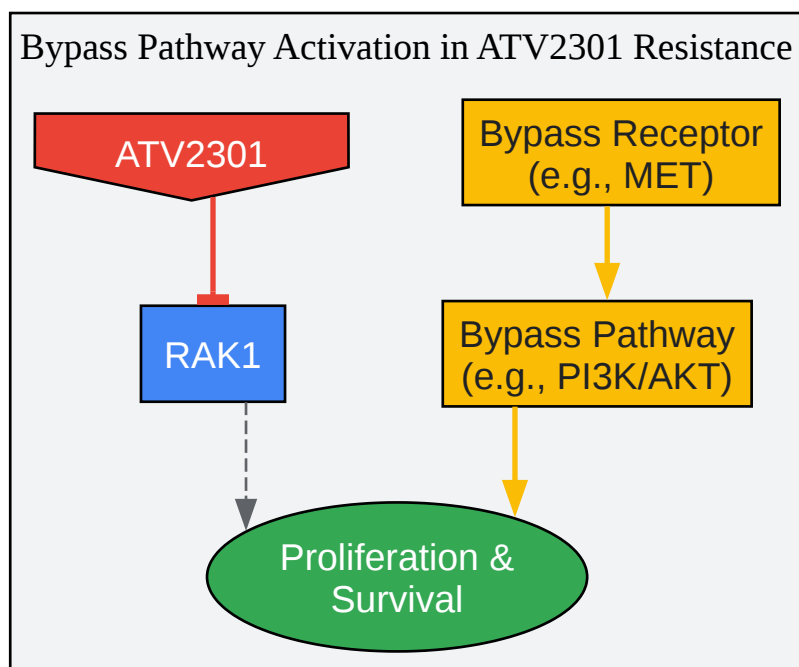 Bypass Pathway Activation in ATV2301 Resistance
ATV2301
Bypass Receptor
(e.g., MET)
RAK1
Bypass Pathway
(e.g., PI3K/AKT)
Proliferation &
Survival